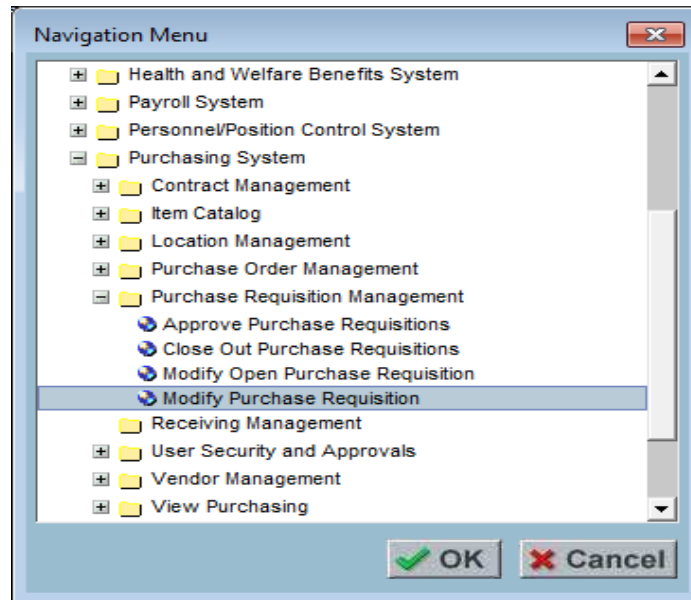 Navigation Menu
Health and Welfare Benefits System
Payroll System
Personnel/Position Control System
Purchasing System
Contract Management
Item Catalog
Location Management
Purchase Order Management
Purchase Requisition Management
Approve Purchase Requisitions
Close Out Purchase Requisitions
Modify Open Purchase Requisition
Modify Purchase Requisition
Receiving Management
User Security and Approvals
Vendor Management
View Purchasing
OK Cancel